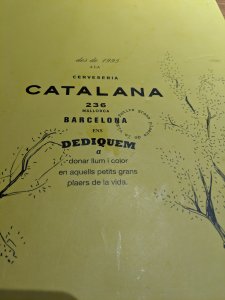 des de 1995
A LA
CERVESERIA
CATALANA
236
MALLORCA
BARCELONA
ENS
DEDIQUEM
a
donar llum i color
en aquells petits grans
plaers de la vida.